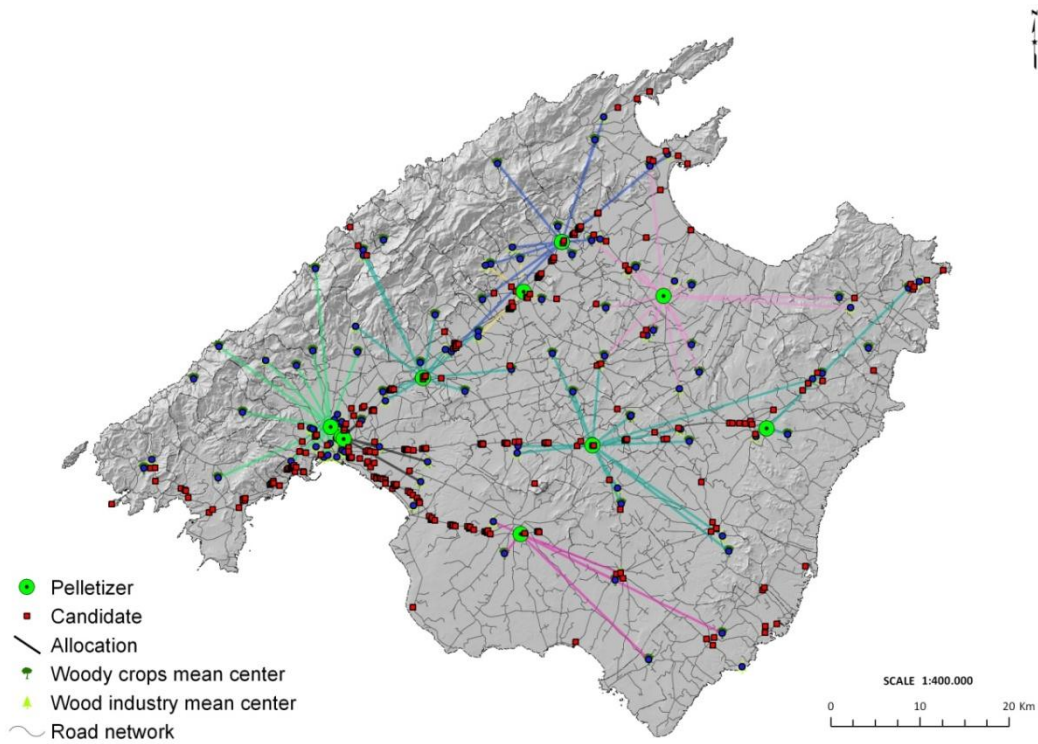 N
Pelletizer
Candidate
Allocation
Woody crops mean center
Wood industry mean center
Road network
SCALE 1:400.000
0 10 20 Km